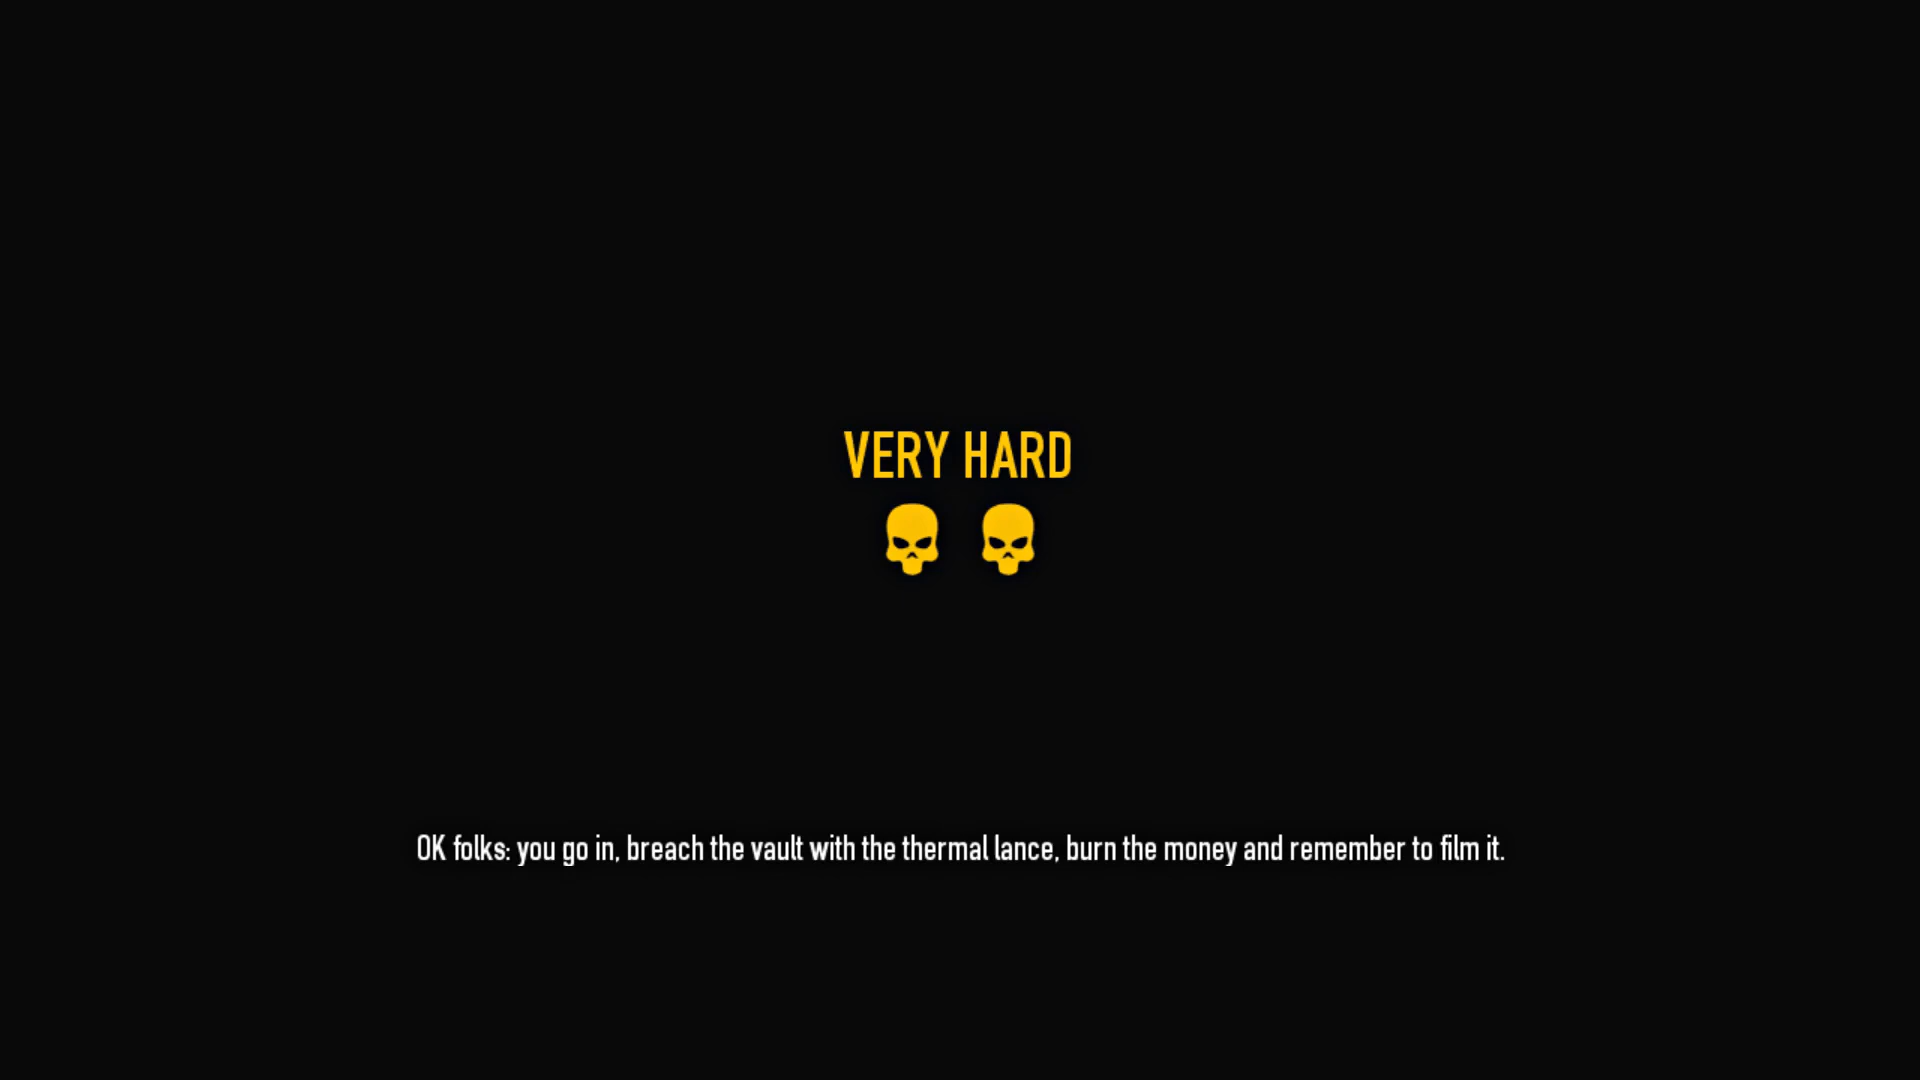 VERY HARD
OK folks: you go in, breach the vault with the thermal lance, burn the money and remember to film it.